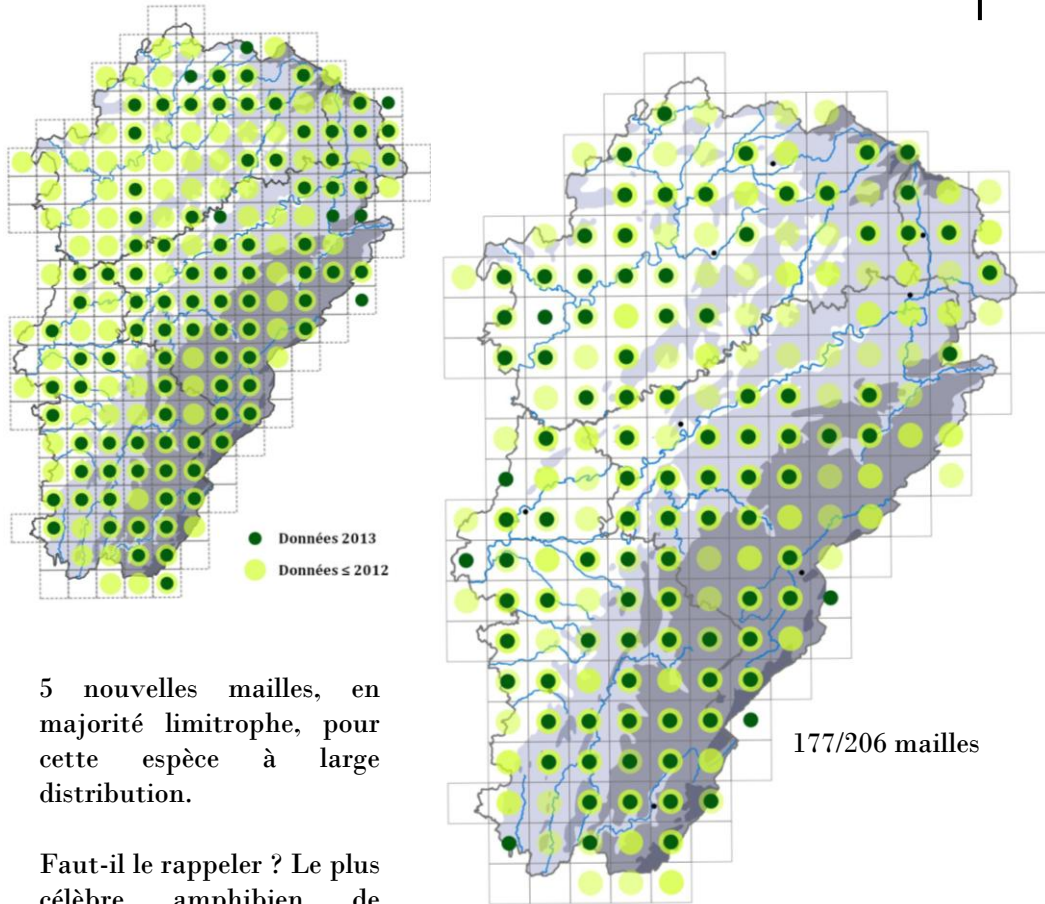 Données 2013
Données ≤ 2012
5 nouvelles mailles, en
majorité limitrophe, pour
cette espèce à large
distribution.
Faut-il le rappeler ? Le plus
célèbre amphibien de
177/206 mailles